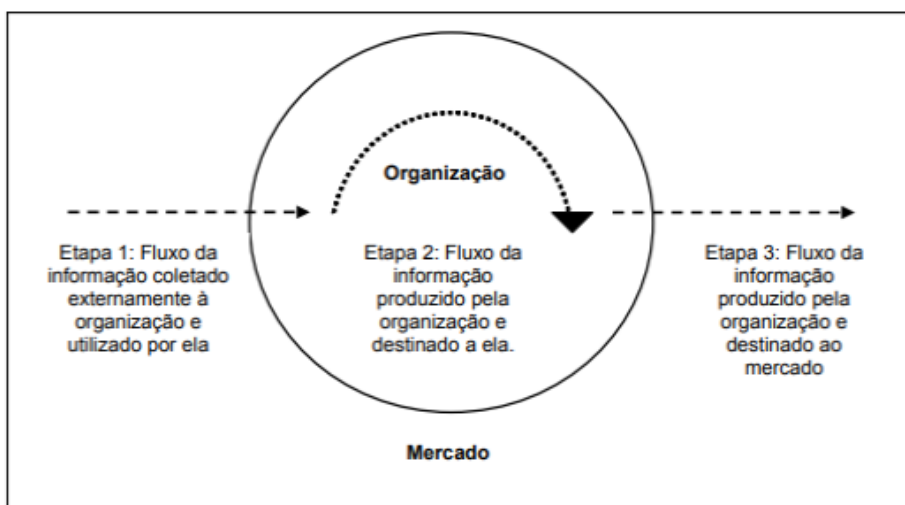 Organização
Etapa 1: Fluxo da
informação coletado
externamente à
organização e
utilizado por ela
Etapa 2: Fluxo da
informação
produzido pela
organização e
destinado a ela.
Etapa 3: Fluxo da
informação
produzido pela
organização e
destinado ao
mercado
Mercado